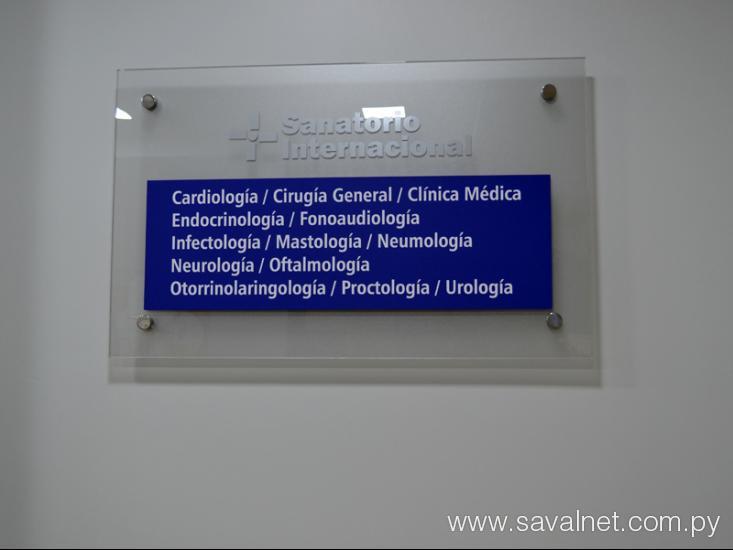 Sanatorio
Internacional
Cardiología / Cirugía General / Clínica Médica
Endocrinología / Fonoaudiología
Infectología / Mastología / Neumología
Neurología / Oftalmología
Otorrinolaringología / Proctología / Urología
www.savalnet.com.py